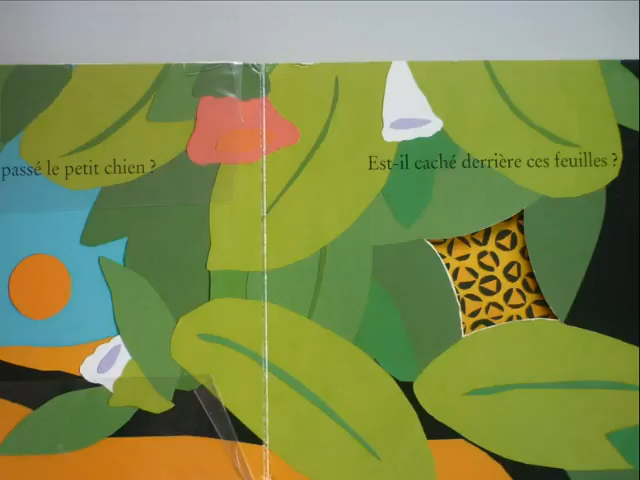 passé le petit chien ?
Est-il caché derrière ces feuilles ?